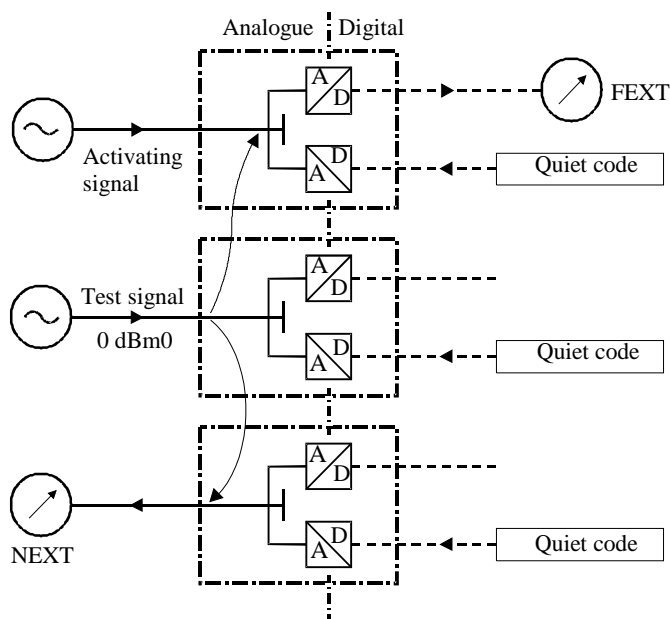 Analogue Digital
A
D
FEXT
Activating
signal
D
A
Quiet code
A
D
Test signal
0 dBm0
D
A
Quiet code
A
D
NEXT
D
A
Quiet code